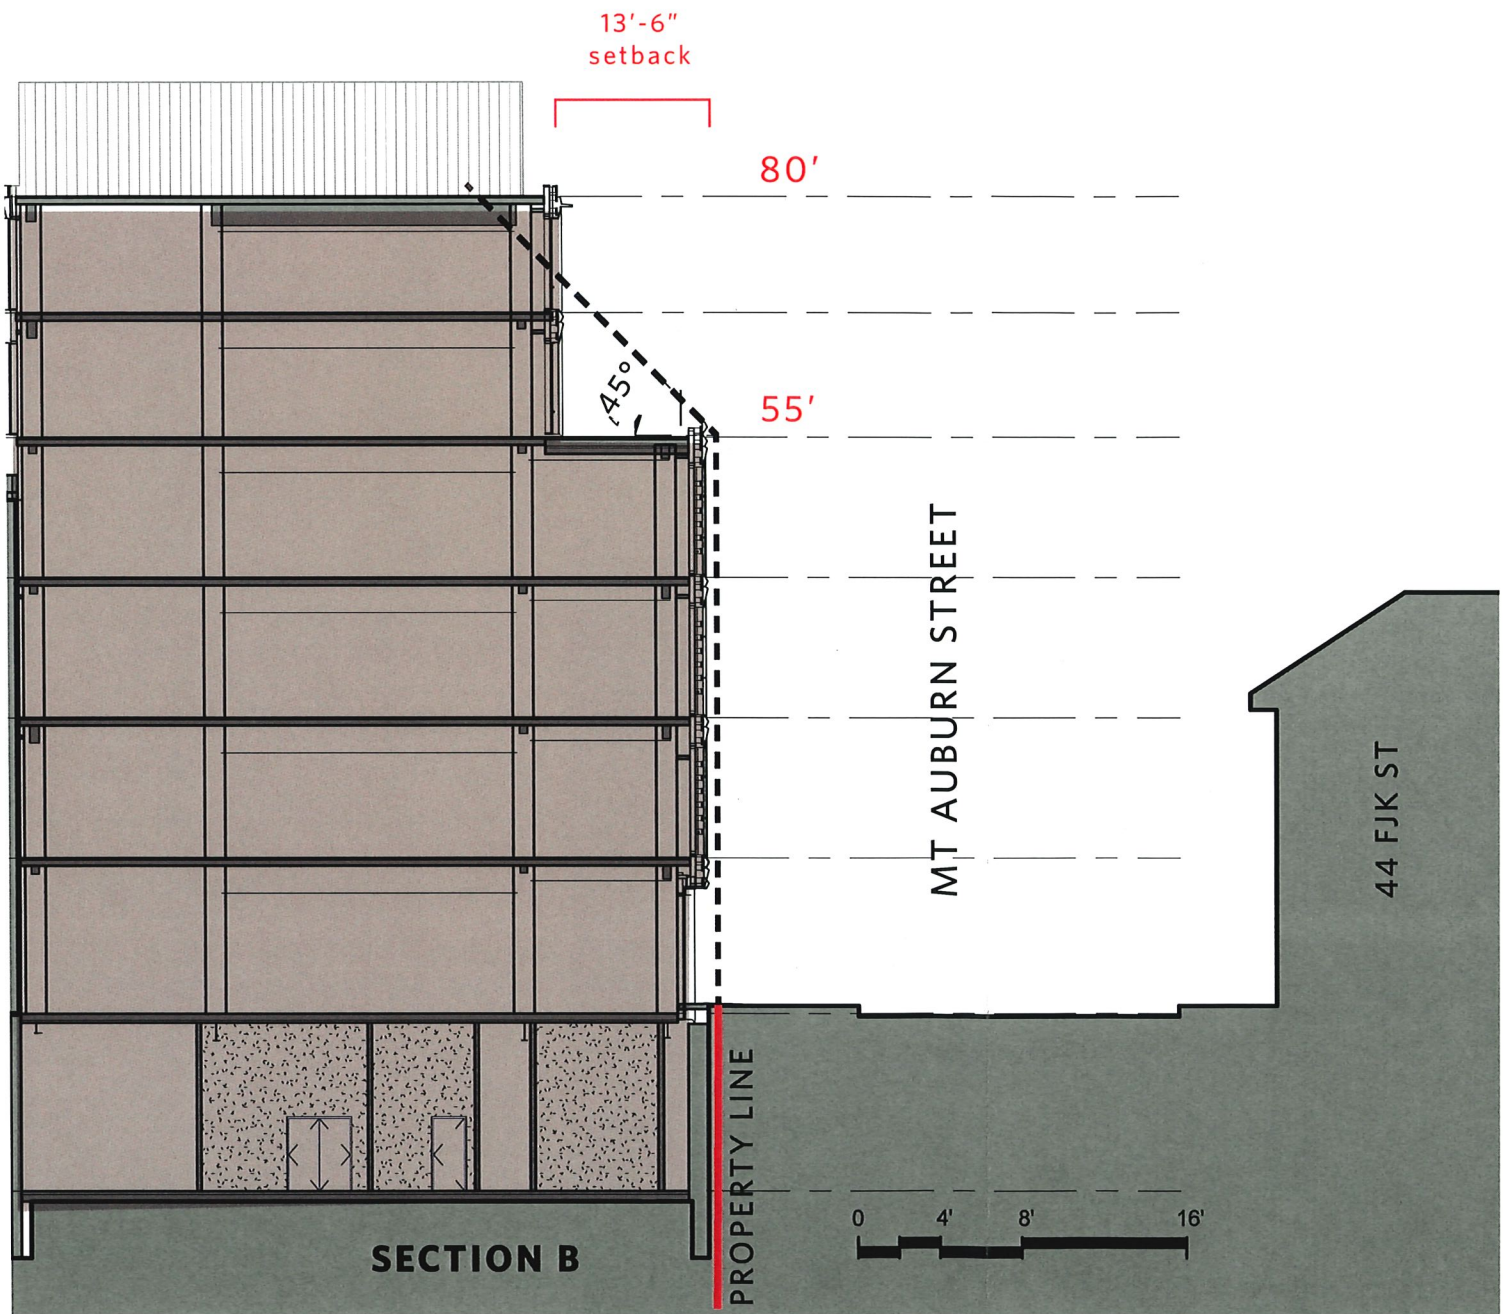 13'-6"
setback
80'
45°
55'
MT AUBURN STREET
44 FJK ST
PROPERTY LINE
0 4' 8' 16'
SECTION B